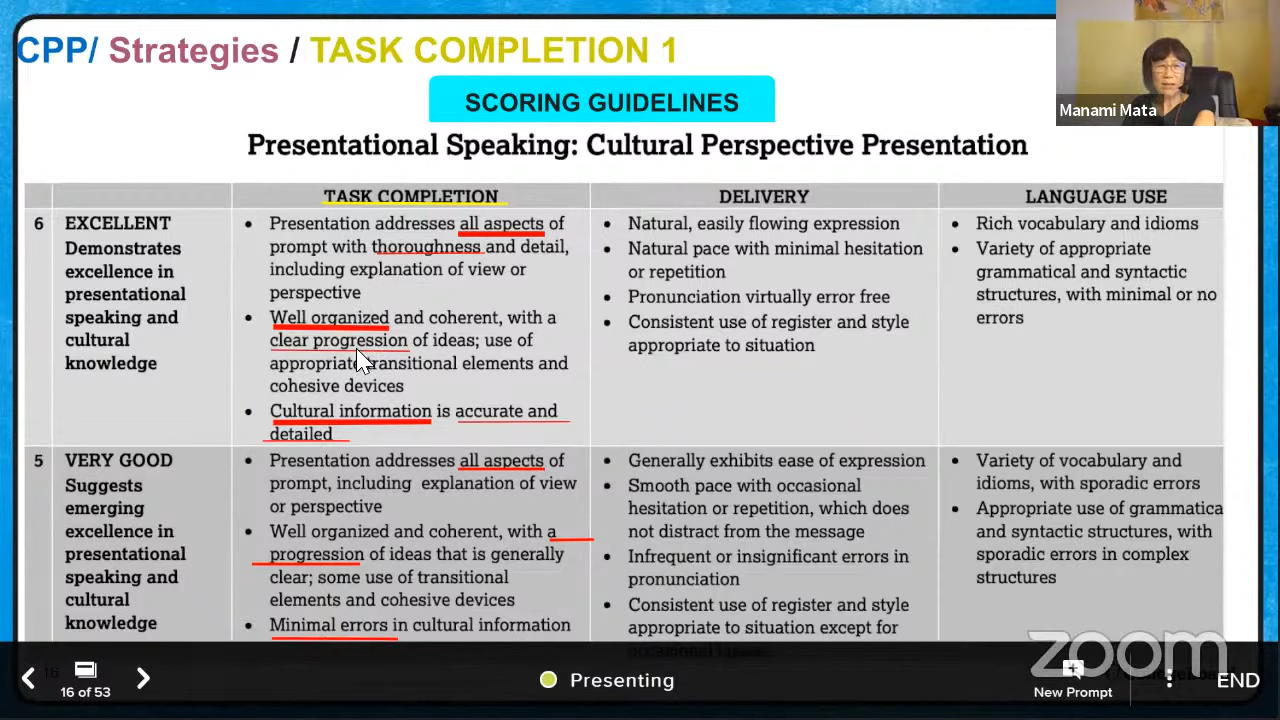 CPP/ Strategies / TASK COMPLETION 1
SCORING GUIDELINES
Manami Mata
Presentational Speaking: Cultural Perspective Presentation
TASK COMPLETION
DELIVERY
LANGUAGE USE
6
EXCELLENT
Demonstrates
excellence in
presentational
speaking and
cultural
knowledge
• Presentation addresses all aspects of
prompt with thoroughness and detail,
including explanation of view or
perspective
• Well organized and coherent, with a
clear progression of ideas; use of
appropriate transitional elements and
cohesive devices
• Cultural information is accurate and
detailed
• Natural, easily flowing expression
• Natural pace with minimal hesitation
or repetition
• Pronunciation virtually error free
• Consistent use of register and style
appropriate to situation
• Rich vocabulary and idioms
• Variety of appropriate
grammatical and syntactic
structures, with minimal or no
errors
5
VERY GOOD
Suggests
emerging
excellence in
presentational
speaking and
cultural
knowledge
• Presentation addresses all aspects of
prompt, including explanation of view
or perspective
• Well organized and coherent, with a
progression of ideas that is generally
clear; some use of transitional
elements and cohesive devices
• Minimal errors in cultural information
• Generally exhibits ease of expression
• Smooth pace with occasional
hesitation or repetition, which does
not distract from the message
• Infrequent or insignificant errors in
pronunciation
• Consistent use of register and style
appropriate to situation except for
• Variety of vocabulary and
idioms, with sporadic errors
• Appropriate use of grammatica
and syntactic structures, with
sporadic errors in complex
structures
zoom
16
16 of 53
Presenting
New Prompt
END